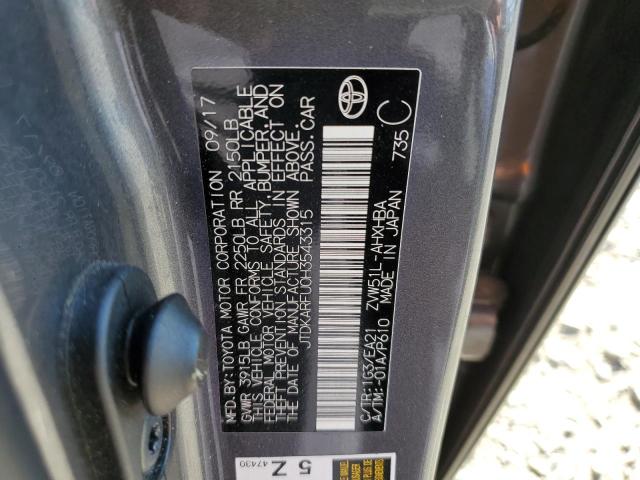 MFD. BY: TOYOTA MOTOR CORPORATION 09/17
GVWR 3915LB GAWR FR 2250LB RR 2150LB
THIS VEHICLE CONFORMS TO ALL APPLICABLE
FEDERAL MOTOR VEHICLE SAFETY, BUMPER, AND
THEFT PREVENTION STANDARDS IN EFFECT ON
THE DATE OF MANUFACTURE SHOWN ABOVE.
JTDKARFU0H3543315 PASS. CAR
C/TR: 1G3/EA21 ZVW51L-AHXHBA
A/TM: -01A/P610 MADE IN JAPAN 735 C
5 Z
47430